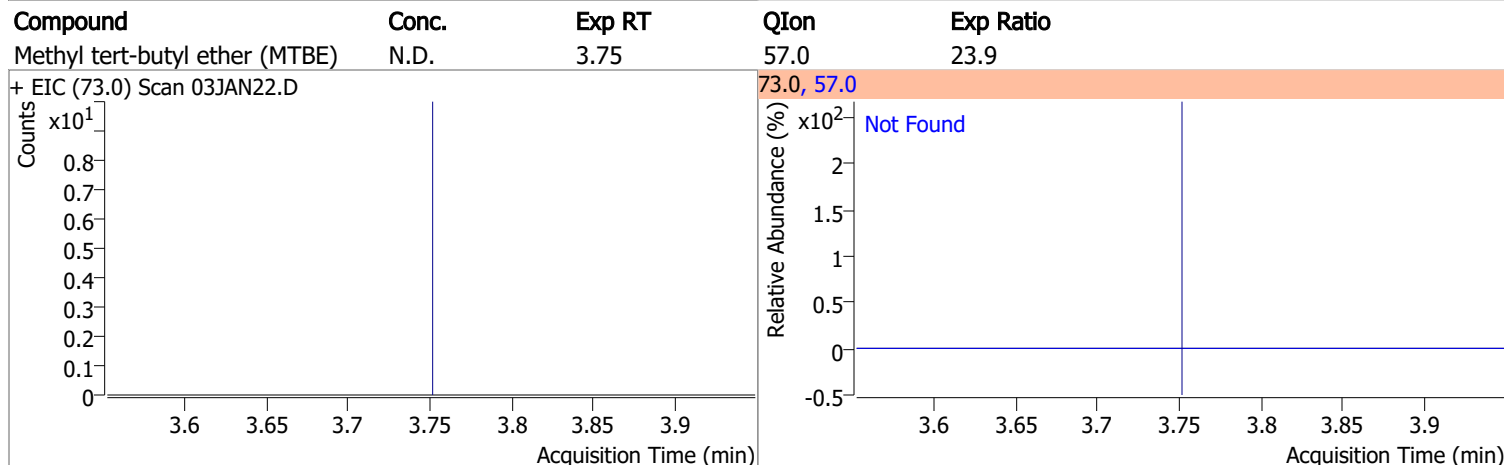 Compound Conc. Exp RT QIon Exp Ratio
Methyl tert-butyl ether (MTBE) N.D. 3.75 57.0 23.9
+ EIC (73.0) Scan 03JAN22.D
Counts
x10¹
0.8
0.7
0.6
0.5
0.4
0.3
0.2
0.1
0
3.6 3.65 3.7 3.75 3.8 3.85 3.9
Acquisition Time (min)
73.0, 57.0
Relative Abundance (%)
x10²
Not Found
2
1.5
1
0.5
0
-0.5
3.6 3.65 3.7 3.75 3.8 3.85 3.9
Acquisition Time (min)